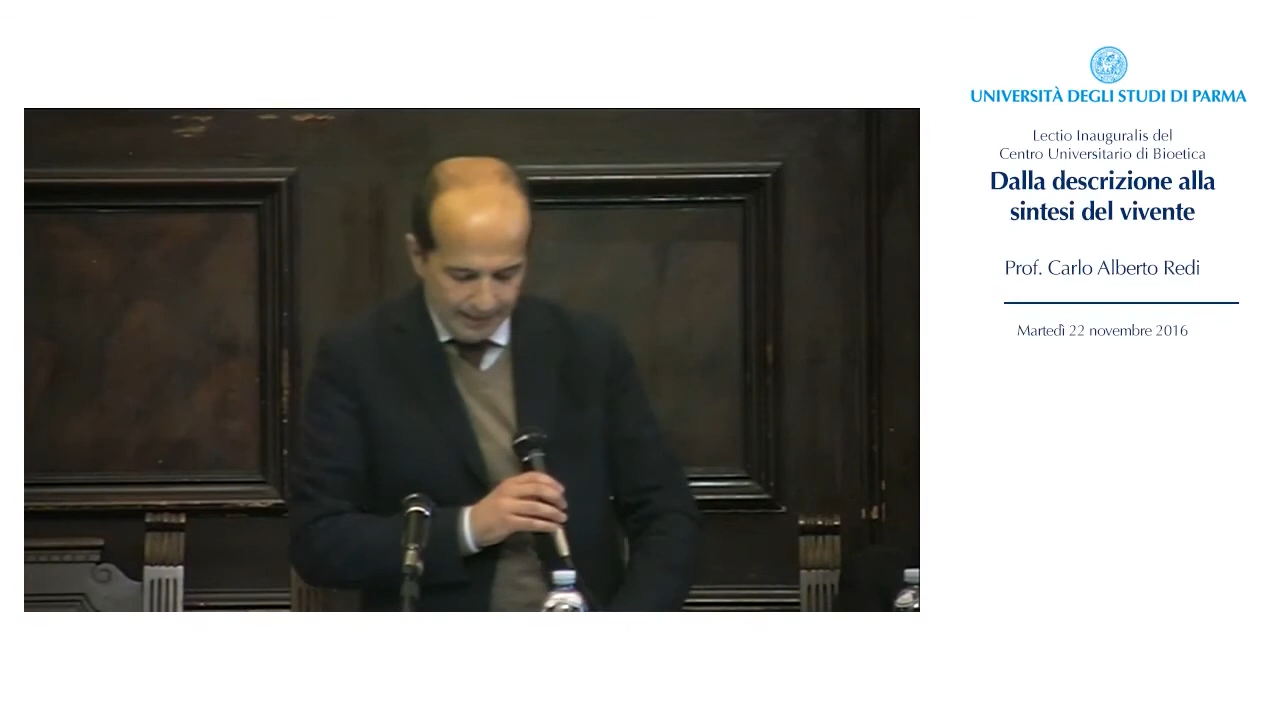 UNIVERSITÀ DEGLI STUDI DI PARMA
Lectio Inauguralis del
Centro Universitario di Bioetica
Dalla descrizione alla
sintesi del vivente
Prof. Carlo Alberto Redi
Martedì 22 novembre 2016